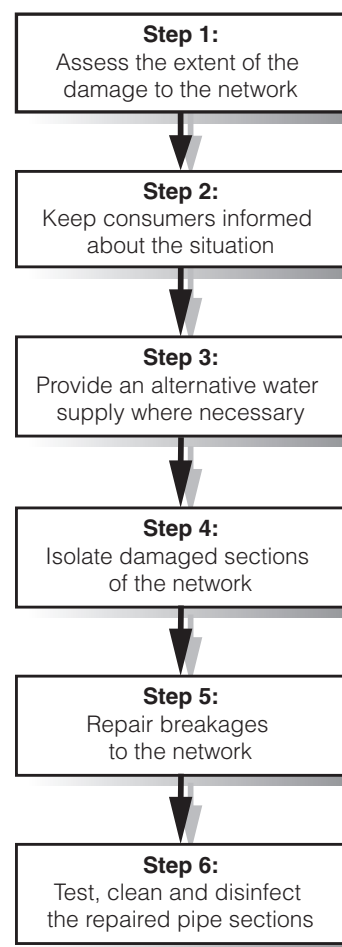 Step 1:
Assess the extent of the
damage to the network
Step 2:
Keep consumers informed
about the situation
Step 3:
Provide an alternative water
supply where necessary
Step 4:
Isolate damaged sections
of the network
Step 5:
Repair breakages
to the network
Step 6:
Test, clean and disinfect
the repaired pipe sections